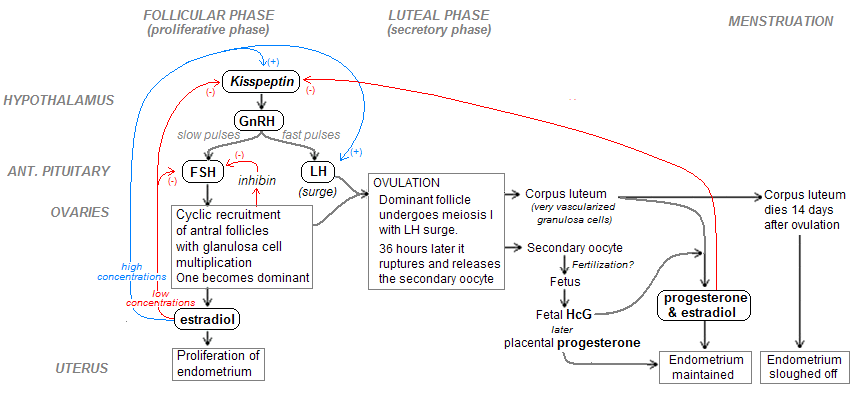 FOLLICULAR PHASE
(proliferative phase)
LUTEAL PHASE
(secretory phase)
MENSTRUATION
(+)
Kisspeptin
(-)
(-)
HYPOTHALAMUS
GnRH
slow pulses
fast pulses
(+)
(-)
ANT. PITUITARY
FSH
LH
(-)
inhibin
(surge)
OVARIES
Cyclic recruitment
of antral follicles
with glanulosa cell
multiplication
One becomes dominant
OVULATION
Dominant follicle
undergoes meiosis I
with LH surge.
36 hours later it
ruptures and releases
the secondary oocyte
Corpus luteum
(very vascularized
granulosa cells)
Corpus luteum
dies 14 days
after ovulation
Secondary oocyte
Fertilization?
Fetus
Fetal HcG
later
placental progesterone
high
concentrations
low
concentrations
estradiol
progesterone
& estradiol
UTERUS
Proliferation of
endometrium
Endometrium
maintained
Endometrium
sloughed off